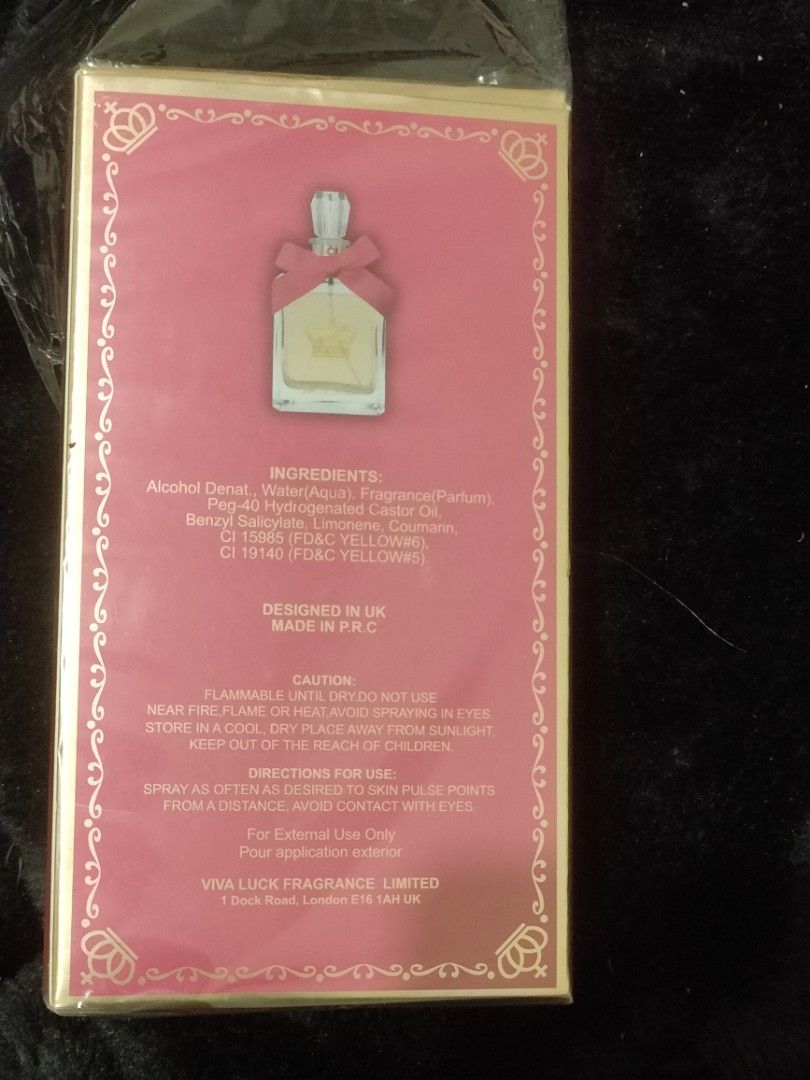 INGREDIENTS:
Alcohol Denat., Water(Aqua), Fragrance(Parfum),
Peg-40 Hydrogenated Castor Oil,
Benzyl Salicylate, Limonene, Coumarin,
CI 15985 (FD&C YELLOW#6),
CI 19140 (FD&C YELLOW#5).
DESIGNED IN UK
MADE IN P.R.C
CAUTION:
FLAMMABLE UNTIL DRY.DO NOT USE
NEAR FIRE,FLAME OR HEAT,AVOID SPRAYING IN EYES.
STORE IN A COOL, DRY PLACE AWAY FROM SUNLIGHT,
KEEP OUT OF THE REACH OF CHILDREN.
DIRECTIONS FOR USE:
SPRAY AS OFTEN AS DESIRED TO SKIN PULSE POINTS
FROM A DISTANCE, AVOID CONTACT WITH EYES.
For External Use Only
Pour application exterior
VIVA LUCK FRAGRANCE LIMITED
1 Dock Road, London E16 1AH UK